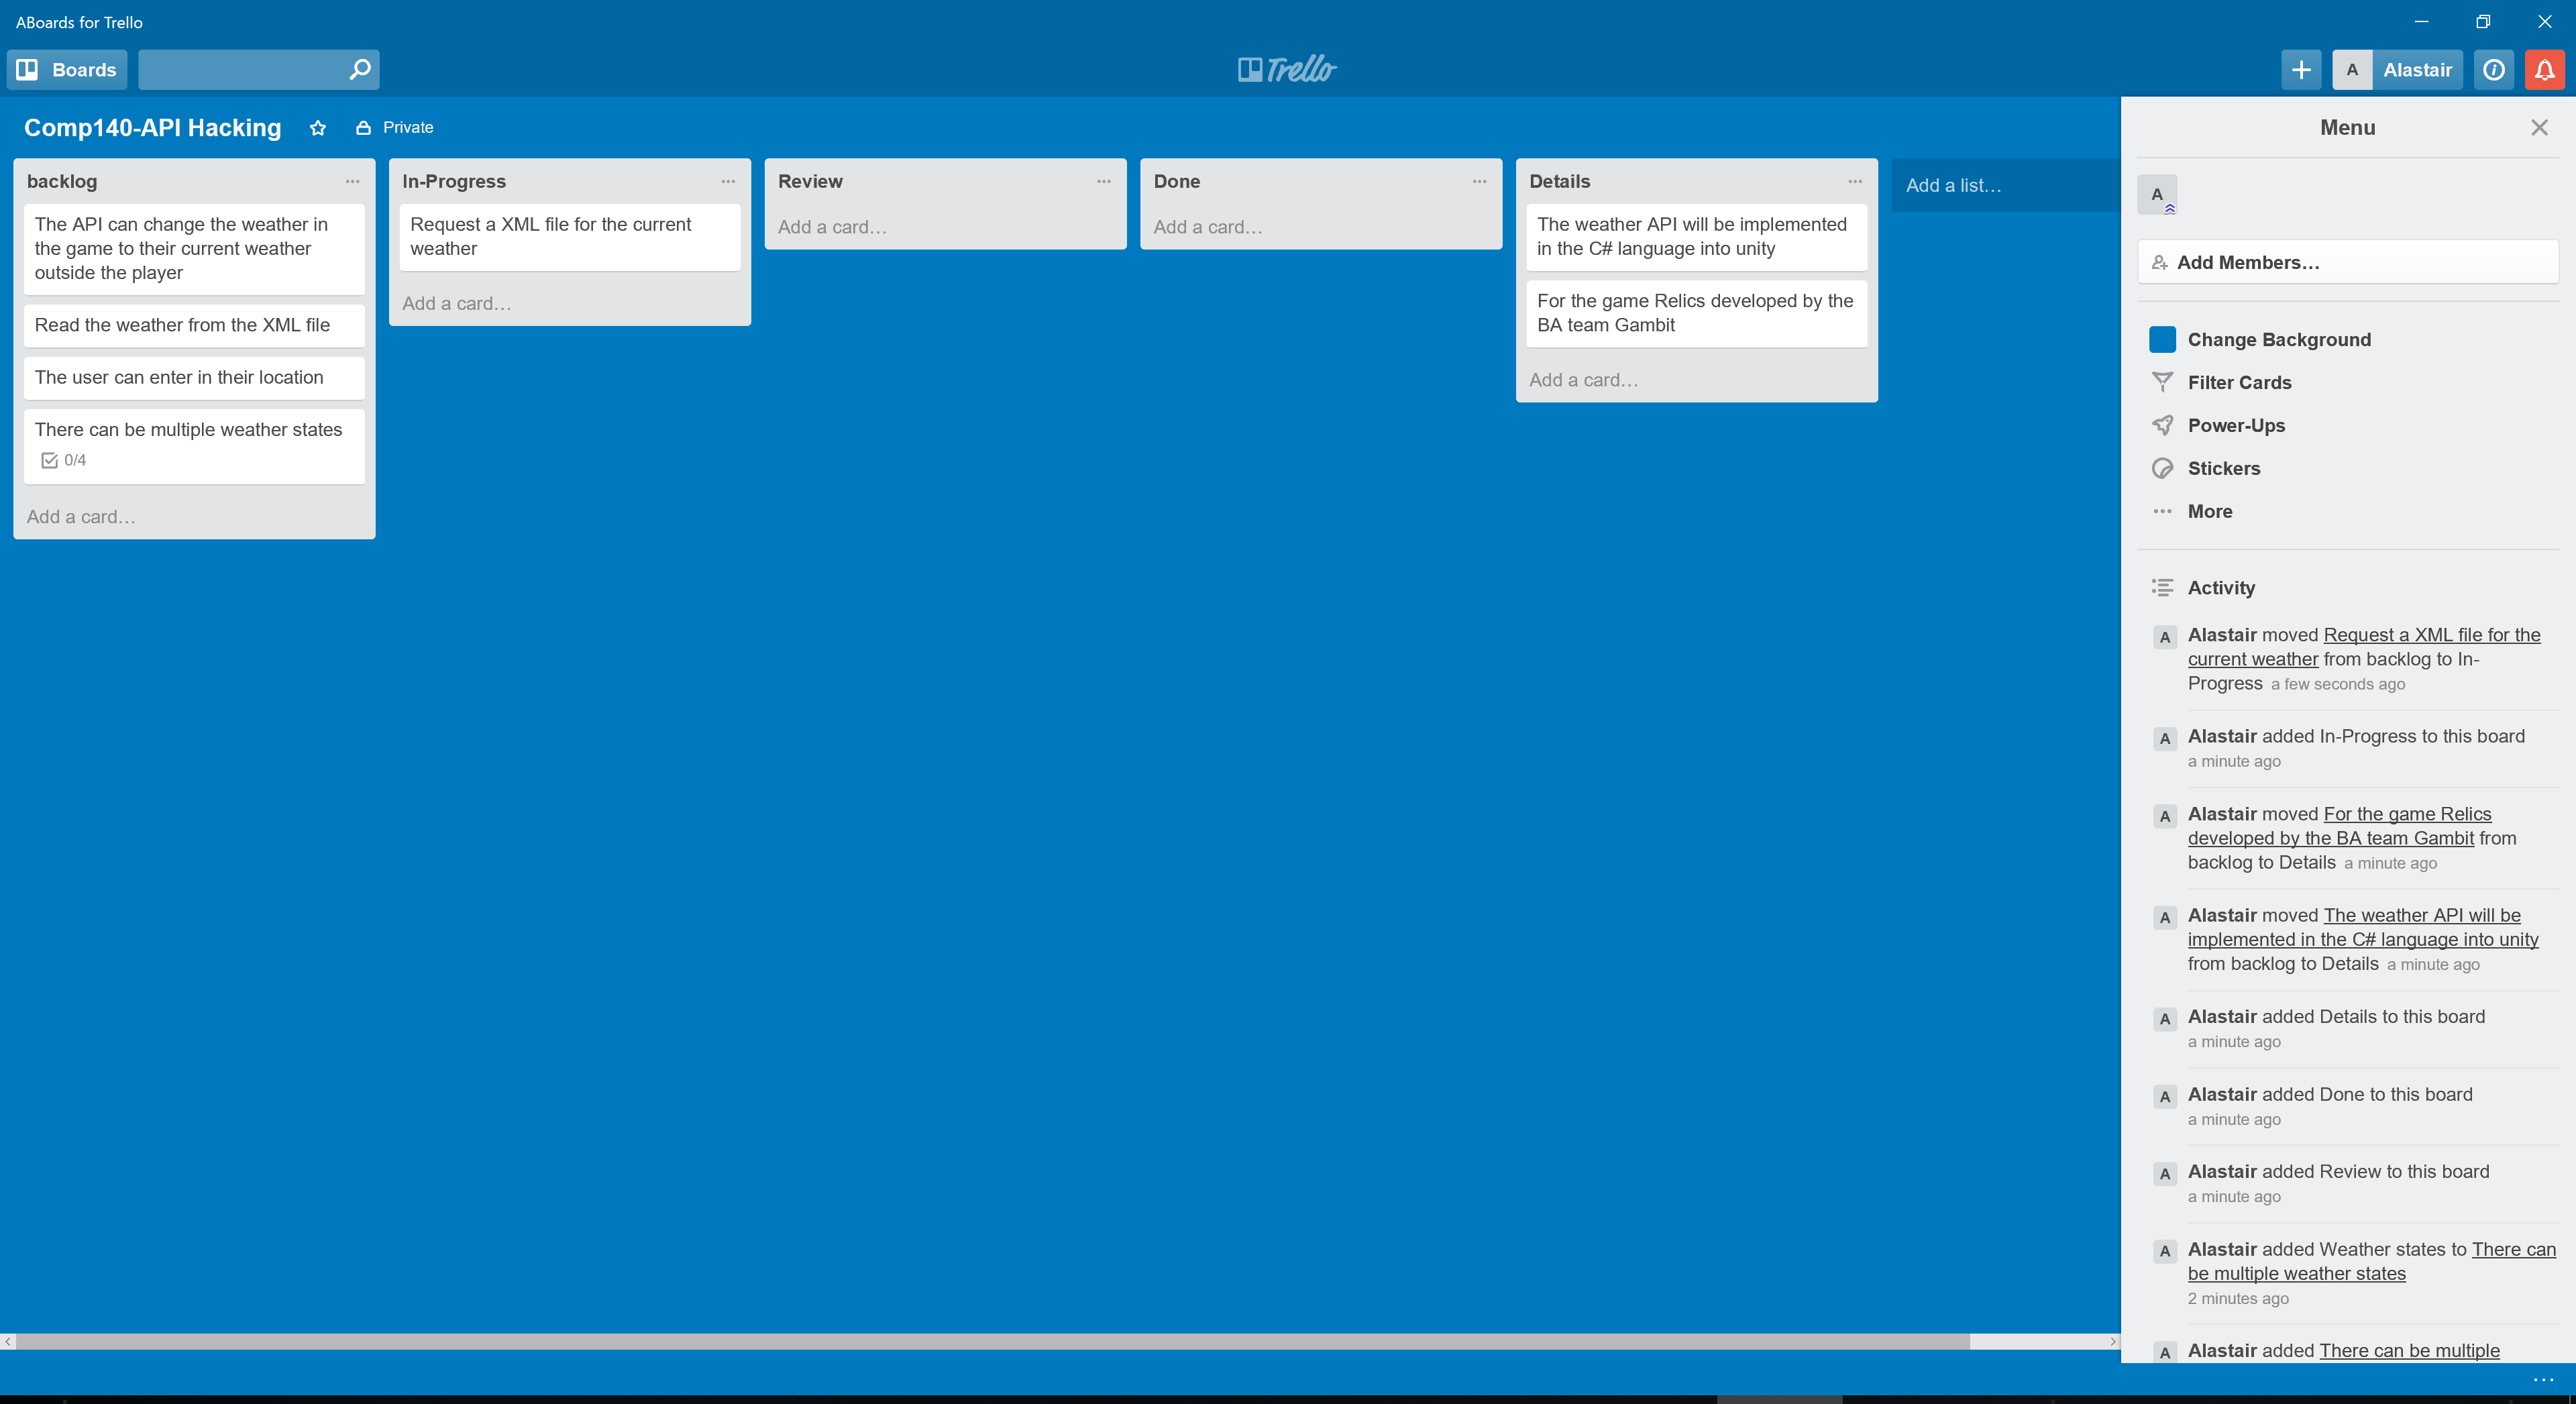 ABoards for Trello
Boards
Trello
A
Alastair
Comp140-API Hacking
Private
backlog
The API can change the weather in
the game to their current weather
outside the player
Read the weather from the XML file
The user can enter in their location
There can be multiple weather states
0/4
Add a card…
In-Progress
Request a XML file for the current
weather
Add a card…
Review
Add a card…
Done
Add a card…
Details
The weather API will be implemented
in the C# language into unity
For the game Relics developed by the
BA team Gambit
Add a card…
Add a list…
Menu
A
Add Members…
Change Background
Filter Cards
Power-Ups
Stickers
More
Activity
A
Alastair moved Request a XML file for the
current weather from backlog to In-
Progress a few seconds ago
A
Alastair added In-Progress to this board
a minute ago
A
Alastair moved For the game Relics
developed by the BA team Gambit from
backlog to Details a minute ago
A
Alastair moved The weather API will be
implemented in the C# language into unity
from backlog to Details a minute ago
A
Alastair added Details to this board
a minute ago
A
Alastair added Done to this board
a minute ago
A
Alastair added Review to this board
a minute ago
A
Alastair added Weather states to There can
be multiple weather states
2 minutes ago
A
Alastair added There can be multiple